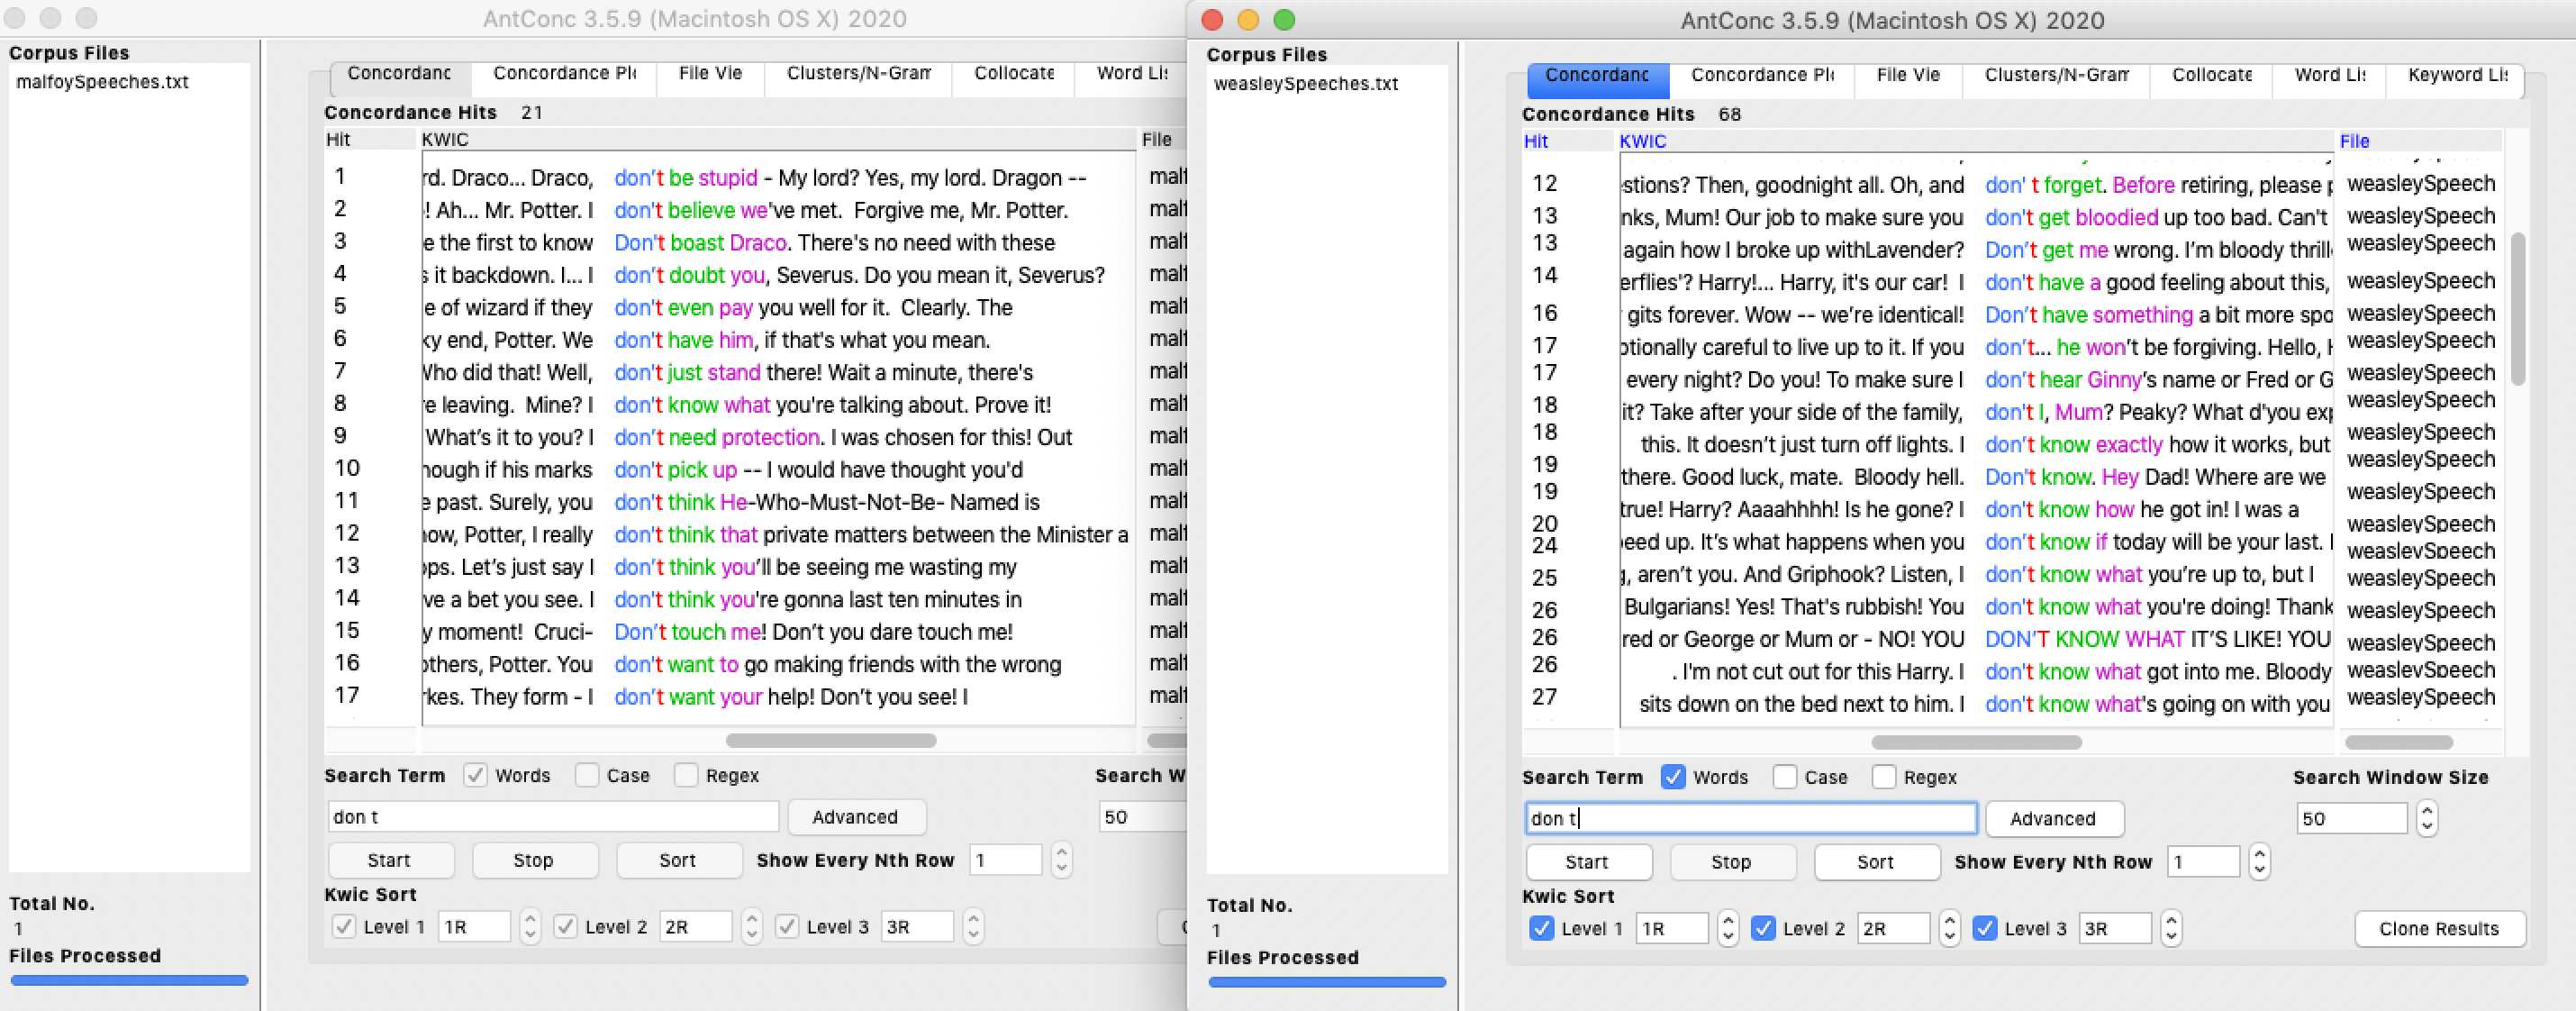 AntConc 3.5.9 (Macintosh OS X) 2020
Corpus Files
malfoySpeeches.txt
Concordanc Concordance Plo File Vie Clusters/N-Gram Collocate Word Lis
Concordance Hits 21
Hit KWIC File
1 rd. Draco... Draco, don't be stupid - My lord? Yes, my lord. Dragon -- malf
2 ! Ah... Mr. Potter. I don't believe we've met. Forgive me, Mr. Potter. malf
3 e the first to know Don't boast Draco. There's no need with these malf
4 s it backdown. I... I don't doubt you, Severus. Do you mean it, Severus? malf
5 e of wizard if they don't even pay you well for it. Clearly. The malf
6 ky end, Potter. We don't have him, if that's what you mean. malf
7 Who did that! Well, don't just stand there! Wait a minute, there's malf
8 e leaving. Mine? I don't know what you're talking about. Prove it! malf
9 What’s it to you? I don’t need protection. I was chosen for this! Out malf
10 nough if his marks don't pick up -- I would have thought you'd malf
11 e past. Surely, you don't think He-Who-Must-Not-Be- Named is malf
12 ow, Potter, I really don't think that private matters between the Minister a malf
13 ops. Let’s just say I don’t think you’ll be seeing me wasting my malf
14 ve a bet you see. I don't think you're gonna last ten minutes in malf
15 y moment! Cruci- Don’t touch me! Don’t you dare touch me! malf
16 others, Potter. You don't want to go making friends with the wrong malf
17 rkes. They form - I don’t want your help! Don’t you see! I malf
Search Term Words Case Regex Search W
don t Advanced 50
Start Stop Sort Show Every Nth Row 1
Kwic Sort
Level 1 1R Level 2 2R Level 3 3R
Total No.
1
Files Processed
AntConc 3.5.9 (Macintosh OS X) 2020
Corpus Files
weasleySpeeches.txt
Concordanc Concordance Plo File Vie Clusters/N-Gram Collocate Word Lis Keyword Lis
Concordance Hits 68
Hit KWIC File
12 estions? Then, goodnight all. Oh, and don' t forget. Before retiring, please p weasleySpeech
13 nks, Mum! Our job to make sure you don't get bloodied up too bad. Can't weasleySpeech
13 again how I broke up withLavender? Don’t get me wrong. I’m bloody thrill weasleySpeech
14 erflies'? Harry!... Harry, it's our car! I don't have a good feeling about this, weasleySpeech
16 gits forever. Wow -- we’re identical! Don’t have something a bit more spo weasleySpeech
17 otionally careful to live up to it. If you don't... he won’t be forgiving. Hello, H weasleySpeech
17 every night? Do you! To make sure I don’t hear Ginny’s name or Fred or G weasleySpeech
18 it? Take after your side of the family, don't I, Mum? Peaky? What d'you exp weasleySpeech
18 this. It doesn’t just turn off lights. I don’t know exactly how it works, but weasleySpeech
19 there. Good luck, mate. Bloody hell. Don't know. Hey Dad! Where are we weasleySpeech
19 true! Harry? Aaaahhhh! Is he gone? I don't know how he got in! I was a weasleySpeech
20 eed up. It’s what happens when you don’t know if today will be your last. I weasleySpeech
24 , aren’t you. And Griphook? Listen, I don’t know what you’re up to, but I weasleySpeech
25 Bulgarians! Yes! That's rubbish! You don't know what you're doing! Thank weasleySpeech
26 red or George or Mum or - NO! YOU DON’T KNOW WHAT IT’S LIKE! YOU weasleySpeech
26 . I'm not cut out for this Harry. I don't know what got into me. Bloody weasleySpeech
26 sits down on the bed next to him. I don't know what's going on with you weasleySpeech
27
Search Term Words Case Regex Search Window Size
don t Advanced 50
Start Stop Sort Show Every Nth Row 1
Kwic Sort
Level 1 1R Level 2 2R Level 3 3R Clone Results
Total No.
1
Files Processed